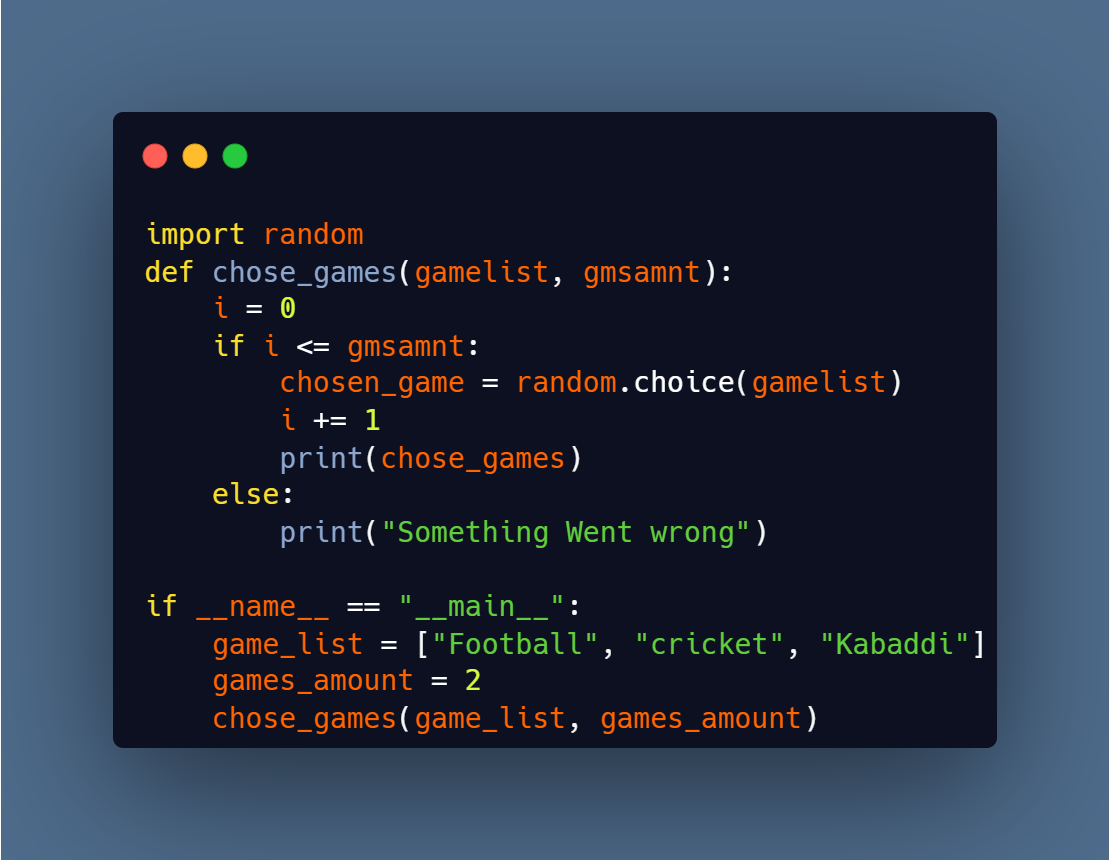 import random
def chose_games(gamelist, gmsamnt):
    i = 0
    if i <= gmsamnt:
        chosen_game = random.choice(gamelist)
        i += 1
        print(chose_games)
    else:
        print("Something Went wrong")

if __name__ == "__main__":
    game_list = ["Football", "cricket", "Kabaddi"]
    games_amount = 2
    chose_games(game_list, games_amount)